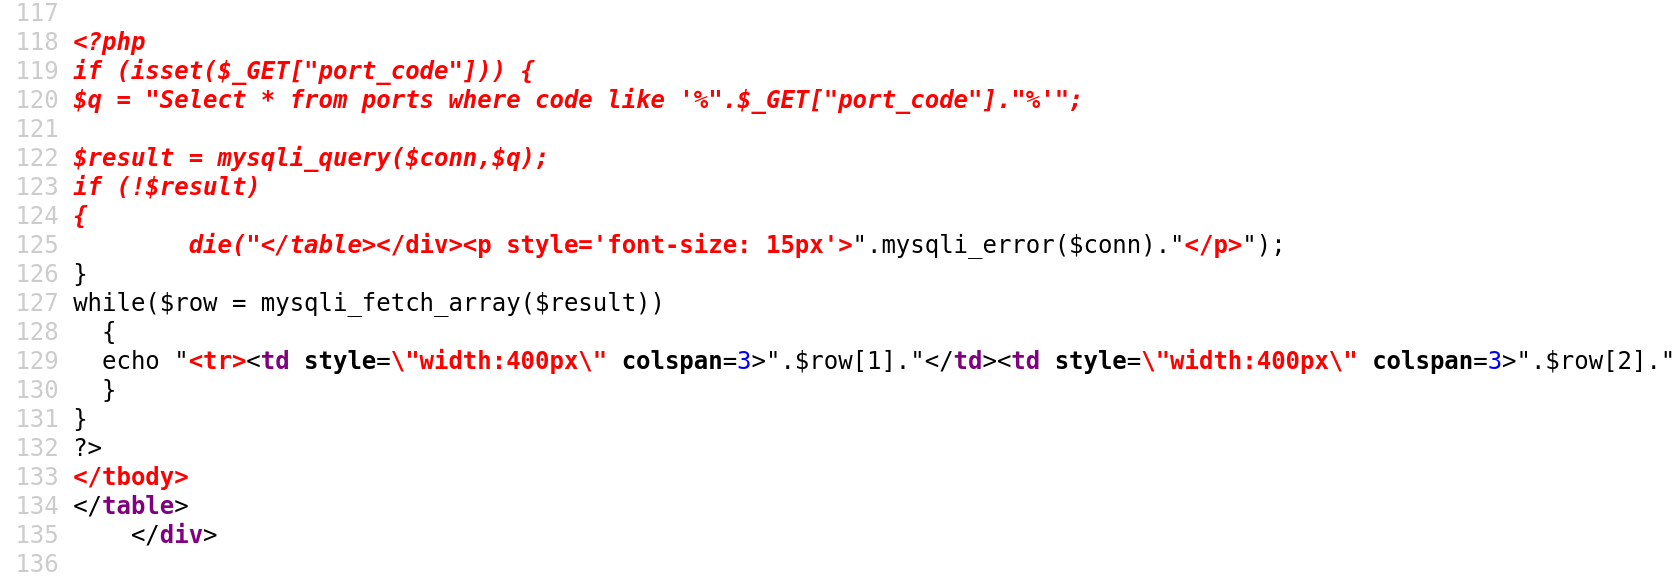 117
118 <?php
119 if (isset($_GET["port_code"])) {
120 $q = "Select * from ports where code like '%".$_GET["port_code"]."%'";
121
122 $result = mysqli_query($conn,$q);
123 if (!$result)
124 {
125         die("</table></div><p style='font-size: 15px'>".mysqli_error($conn)."</p>");
126 }
127 while($row = mysqli_fetch_array($result))
128   {
129   echo "<tr><td style=\"width:400px\" colspan=3>".$row[1]."</td><td style=\"width:400px\" colspan=3>".$row[2]."
130   }
131 }
132 ?>
133 </tbody>
134 </table>
135     </div>
136